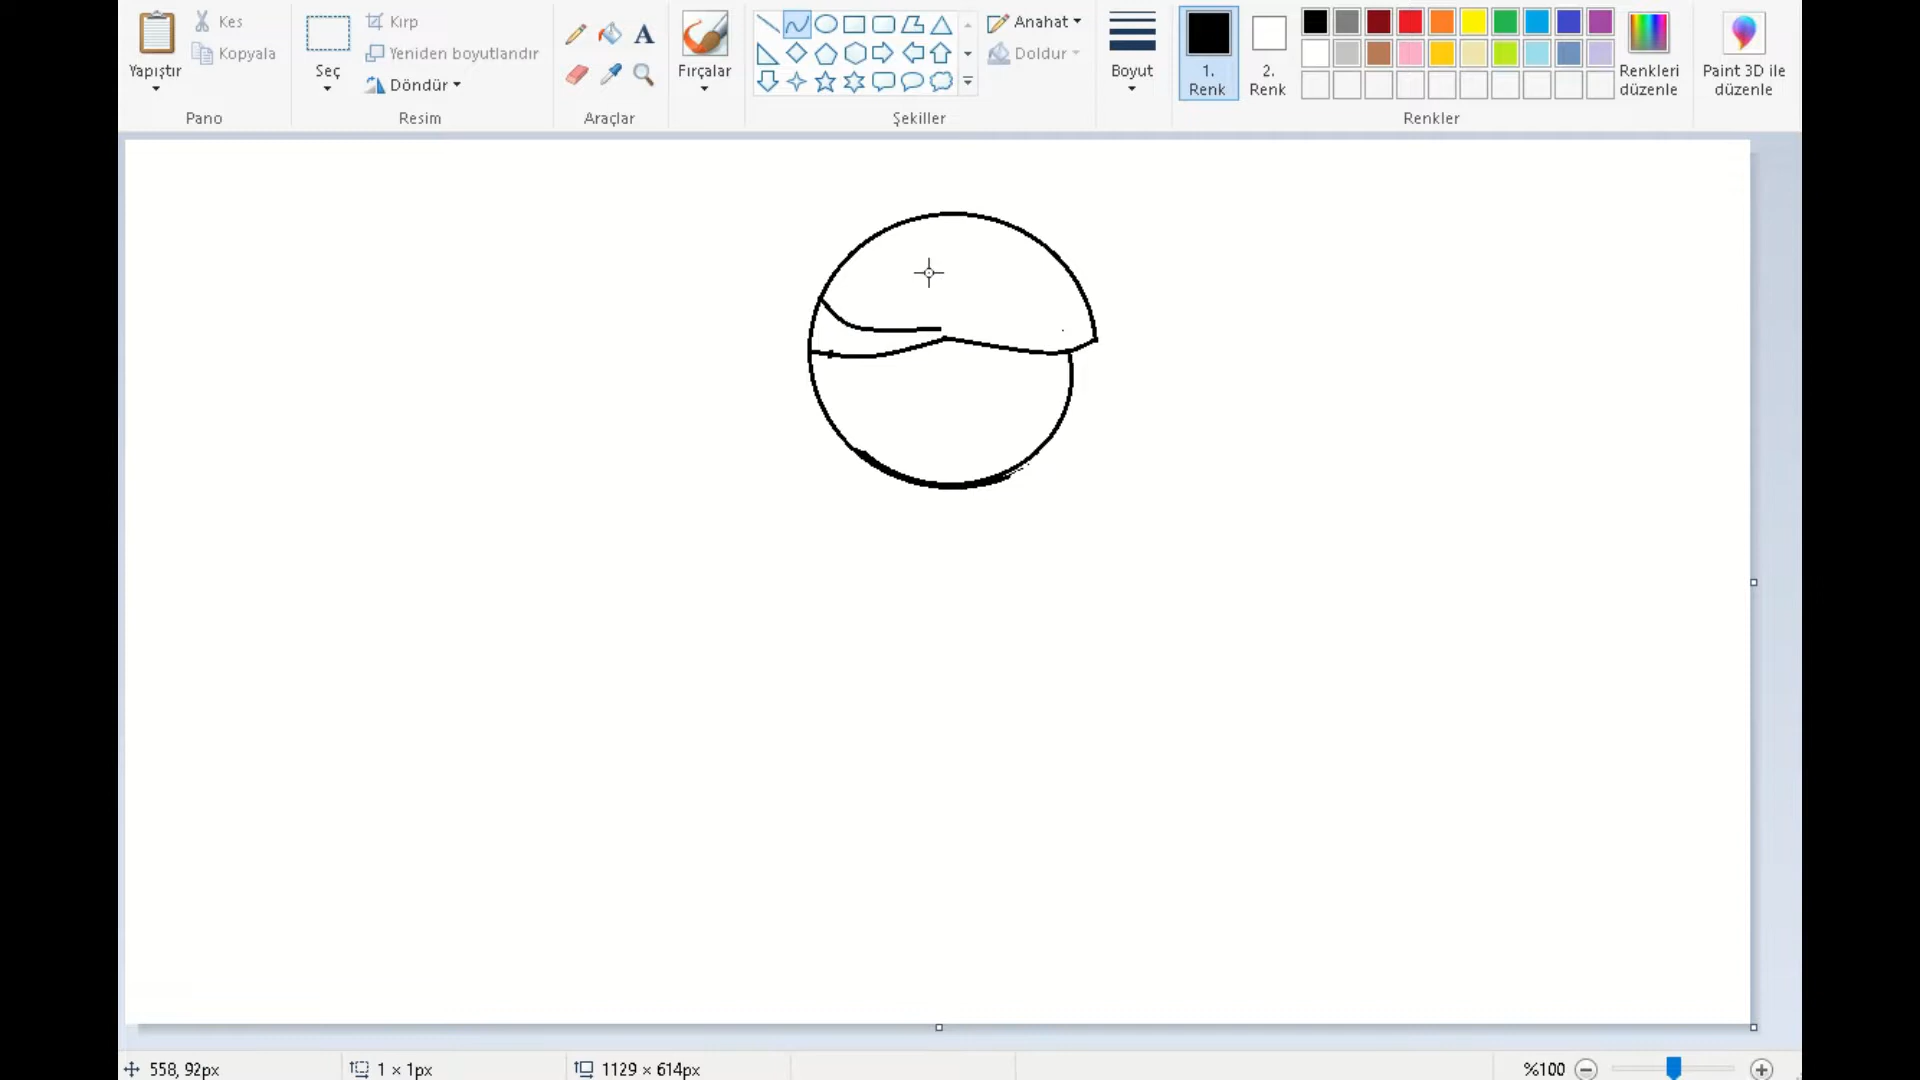 Yapıştır
Kes
Kopyala
Pano
Seç
Kırp
Yeniden boyutlandır
Döndür
Resim
A
Araçlar
Fırçalar
Şekiller
Anahat
Doldur
Boyut
1.
Renk
2.
Renk
Renkler
Renkleri
düzenle
Paint 3D ile
düzenle
558, 92px
1 × 1px
1129 × 614px
%100